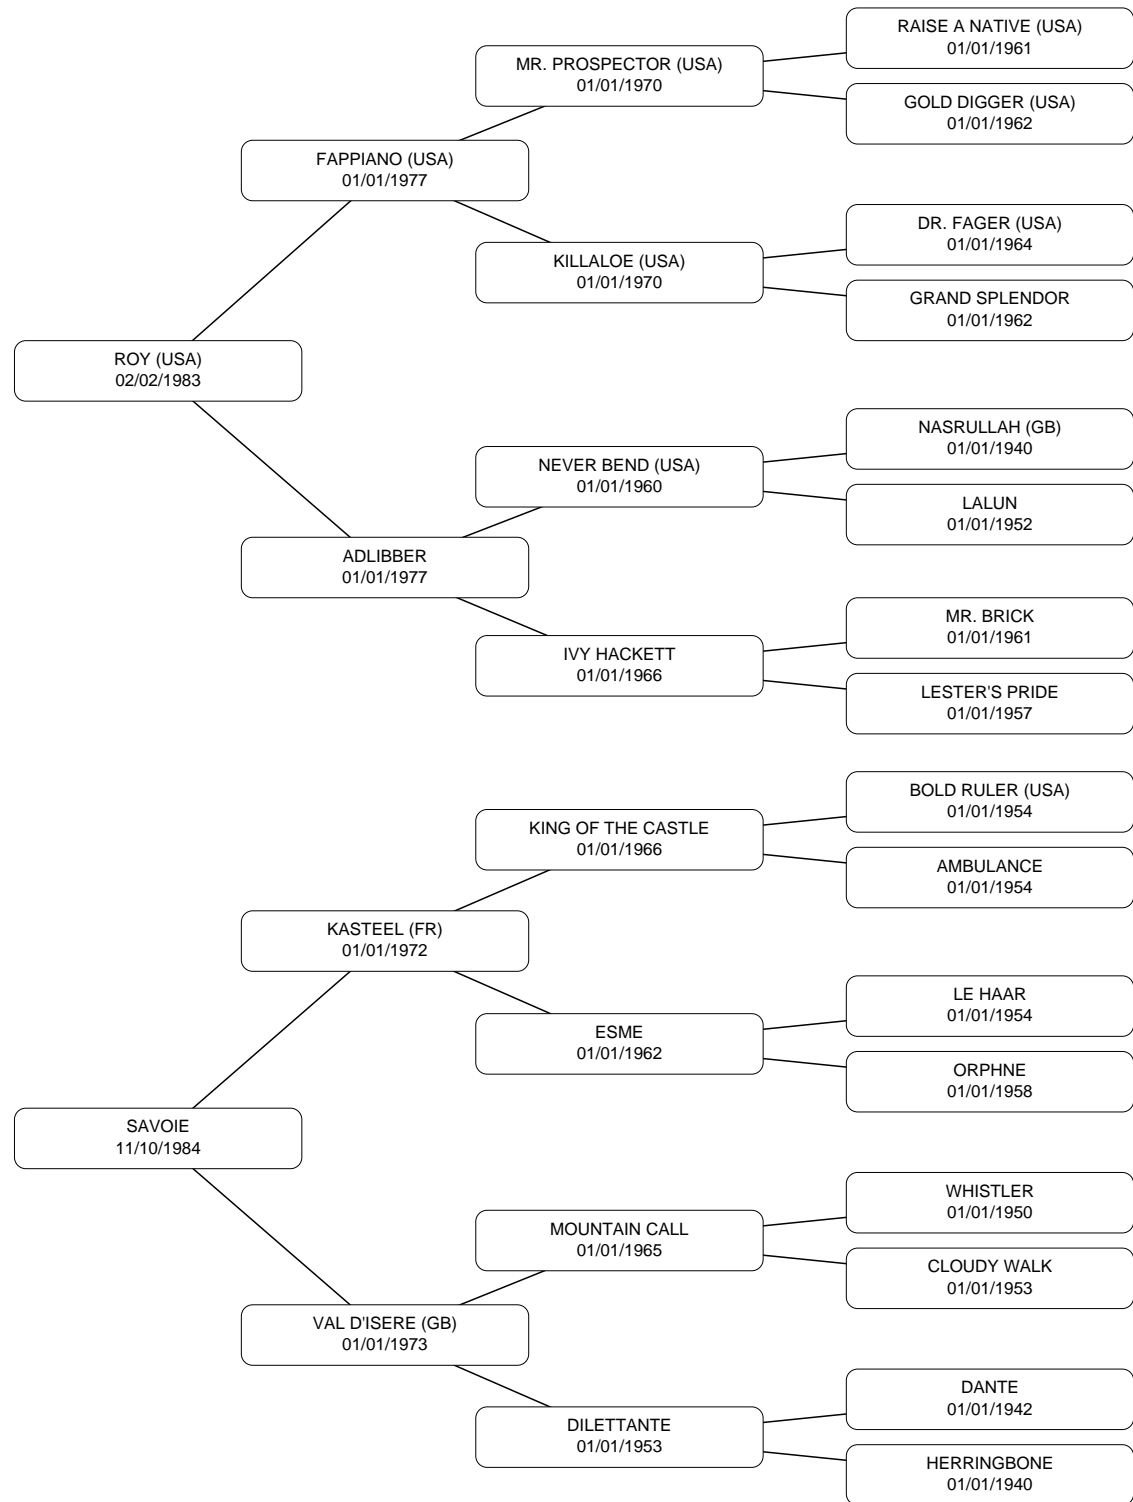 RAISE A NATIVE (USA)
01/01/1961
MR. PROSPECTOR (USA)
01/01/1970
GOLD DIGGER (USA)
01/01/1962
FAPPIANO (USA)
01/01/1977
DR. FAGER (USA)
01/01/1964
KILLALOE (USA)
01/01/1970
GRAND SPLENDOR
01/01/1962
ROY (USA)
02/02/1983
NASRULLAH (GB)
01/01/1940
NEVER BEND (USA)
01/01/1960
LALUN
01/01/1952
ADLIBBER
01/01/1977
MR. BRICK
01/01/1961
IVY HACKETT
01/01/1966
LESTER'S PRIDE
01/01/1957
BOLD RULER (USA)
01/01/1954
KING OF THE CASTLE
01/01/1966
AMBULANCE
01/01/1954
KASTEEL (FR)
01/01/1972
LE HAAR
01/01/1954
ESME
01/01/1962
ORPHNE
01/01/1958
SAVOIE
11/10/1984
WHISTLER
01/01/1950
MOUNTAIN CALL
01/01/1965
CLOUDY WALK
01/01/1953
VAL D'ISERE (GB)
01/01/1973
DANTE
01/01/1942
DILETTANTE
01/01/1953
HERRINGBONE
01/01/1940